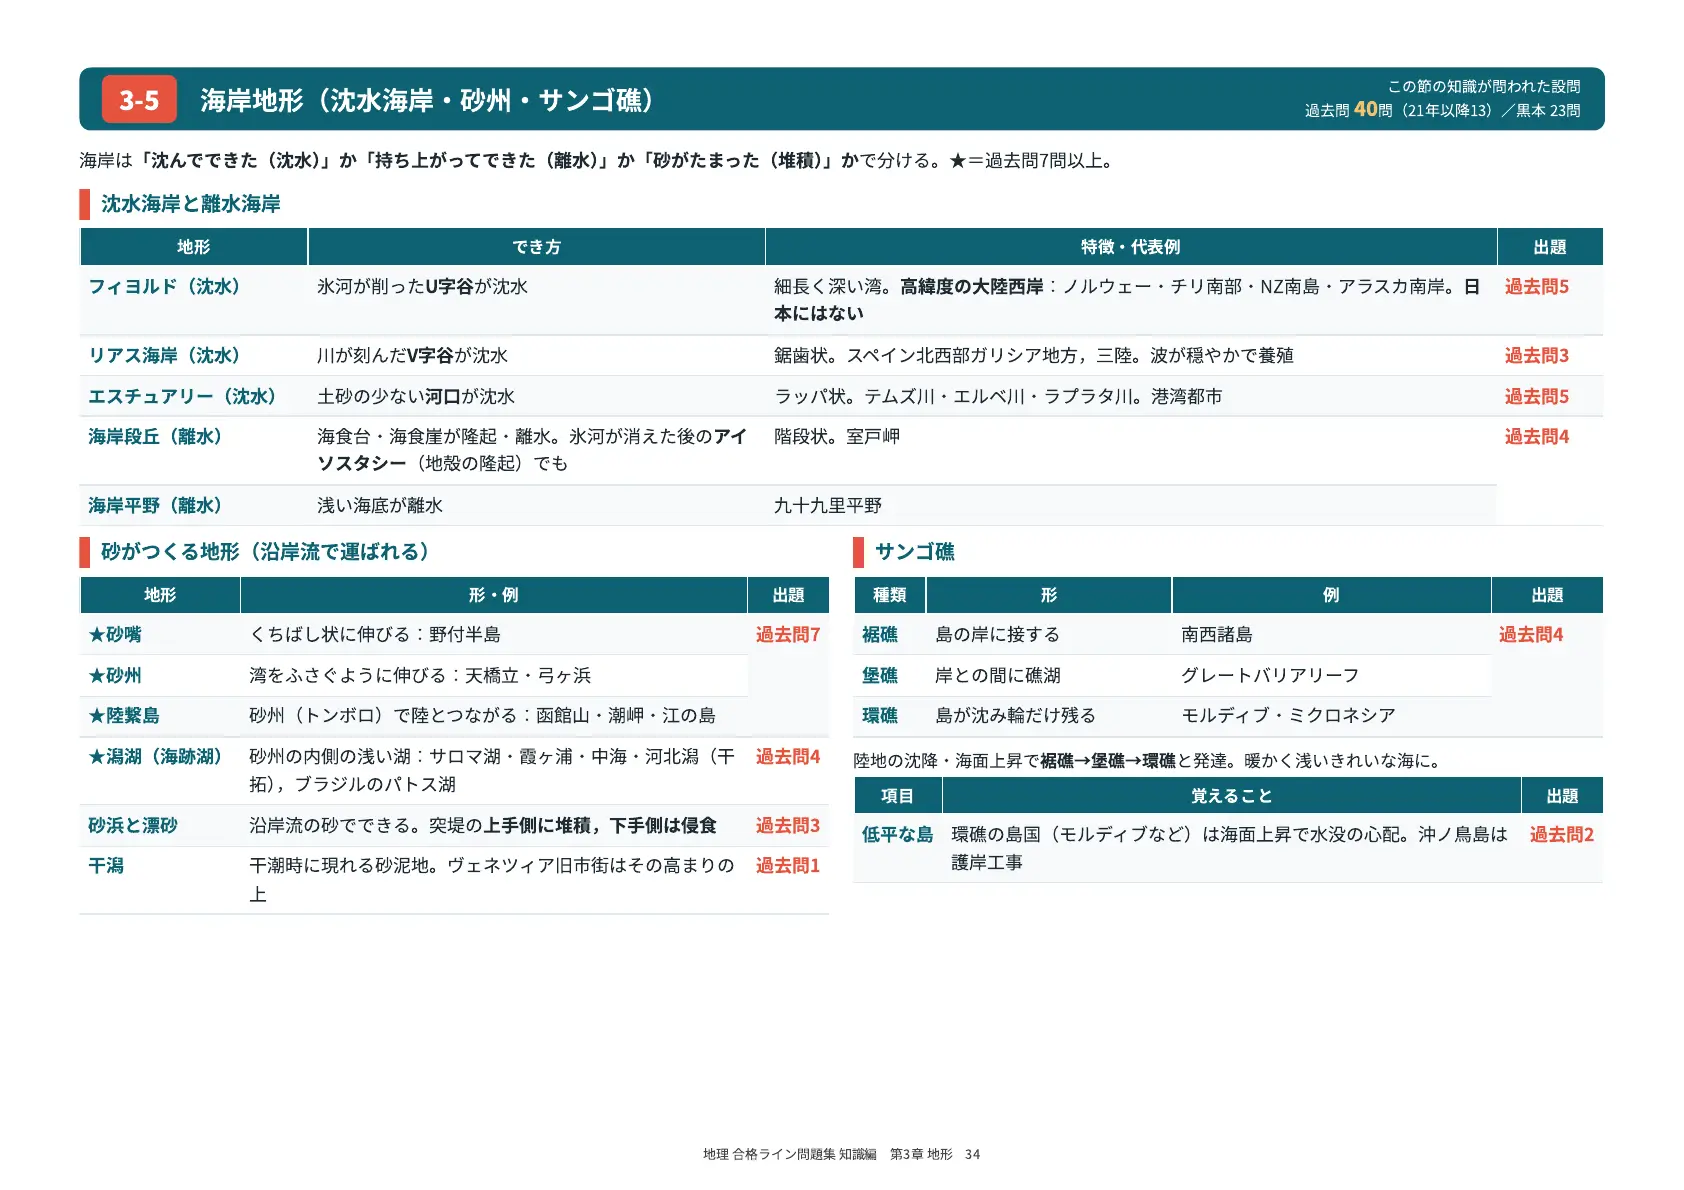 3-5 海岸地形（沈水海岸・砂州・サンゴ礁）
この節の知識が問われた設問
過去問 40問（21年以降13）／黒本 23問
海岸は「沈んでできた（沈水）」か「持ち上がってできた（離水）」か「砂がたまった（堆積）」かで分ける。★＝過去問7問以上。
沈水海岸と離水海岸
地形 でき方 特徴・代表例 出題
フィヨルド（沈水） 氷河が削ったU字谷が沈水 細長く深い湾。高緯度の大陸西岸：ノルウェー・チリ南部・NZ南島・アラスカ南岸。日 過去問5
本にはない
リアス海岸（沈水） 川が刻んだV字谷が沈水 鋸歯状。スペイン北西部ガリシア地方，三陸。波が穏やかで養殖 過去問3
エスチュアリー（沈水） 土砂の少ない河口が沈水 ラッパ状。テムズ川・エルベ川・ラプラタ川。港湾都市 過去問5
海岸段丘（離水） 海食台・海食崖が隆起・離水。氷河が消えた後のアイ 階段状。室戸岬 過去問4
ソスタシー（地殻の隆起）でも
海岸平野（離水） 浅い海底が離水 九十九里平野
砂がつくる地形（沿岸流で運ばれる）
地形 形・例 出題
★砂嘴 くちばし状に伸びる：野付半島 過去問7
★砂州 湾をふさぐように伸びる：天橋立・弓ヶ浜
★陸繋島 砂州（トンボロ）で陸とつながる：函館山・潮岬・江の島
★潟湖（海跡湖） 砂州の内側の浅い湖：サロマ湖・霞ヶ浦・中海・河北潟（干 過去問4
拓），ブラジルのパトス湖
砂浜と漂砂 沿岸流の砂でできる。突堤の上手側に堆積，下手側は侵食 過去問3
干潟 干潮時に現れる砂泥地。ヴェネツィア旧市街はその高まりの 過去問1
上
サンゴ礁
種類 形 例 出題
裾礁 島の岸に接する 南西諸島 過去問4
堡礁 岸との間に礁湖 グレートバリアリーフ
環礁 島が沈み輪だけ残る モルディブ・ミクロネシア
陸地の沈降・海面上昇で裾礁→堡礁→環礁と発達。暖かく浅いきれいな海に。
項目 覚えること 出題
低平な島 環礁の島国（モルディブなど）は海面上昇で水没の心配。沖ノ鳥島は 過去問2
護岸工事
地理 合格ライン問題集 知識編 第3章 地形 34